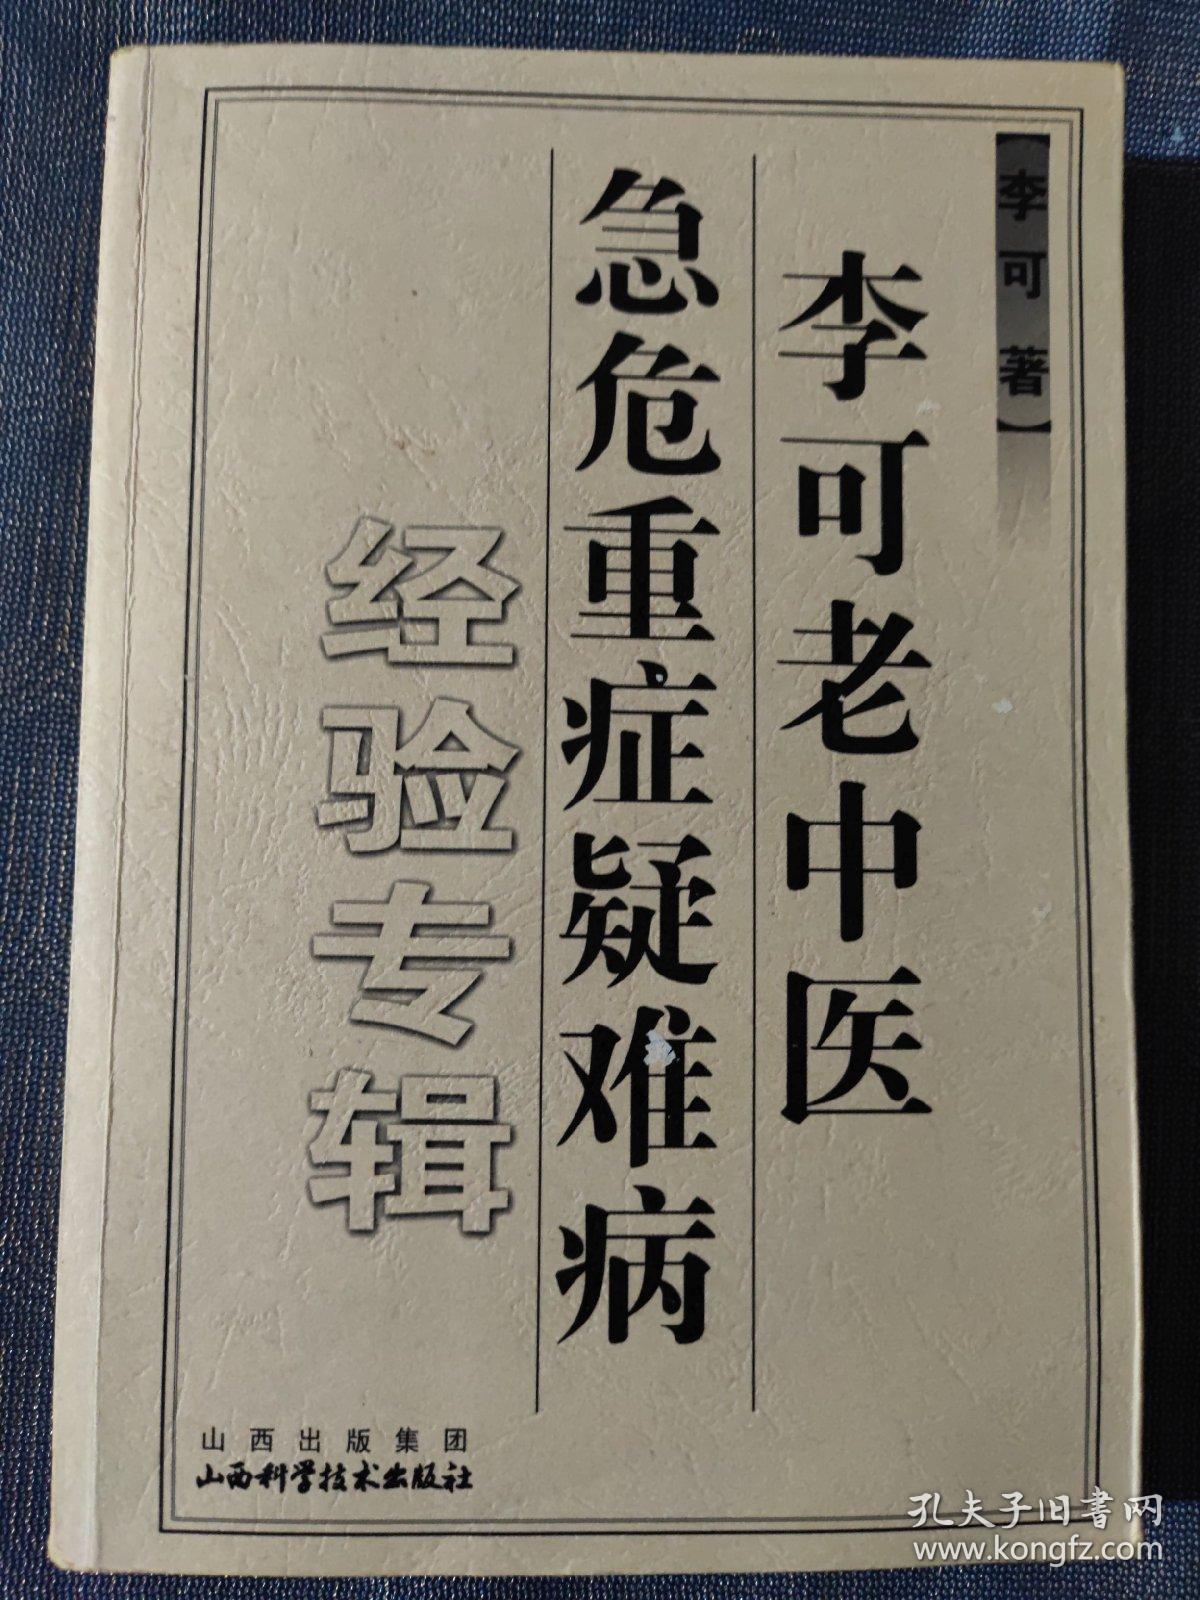 【李可著】
李可老中医
急危重症疑难病
经验专辑
山西出版集团
山西科学技术出版社
孔夫子旧书网
www.kongfz.com